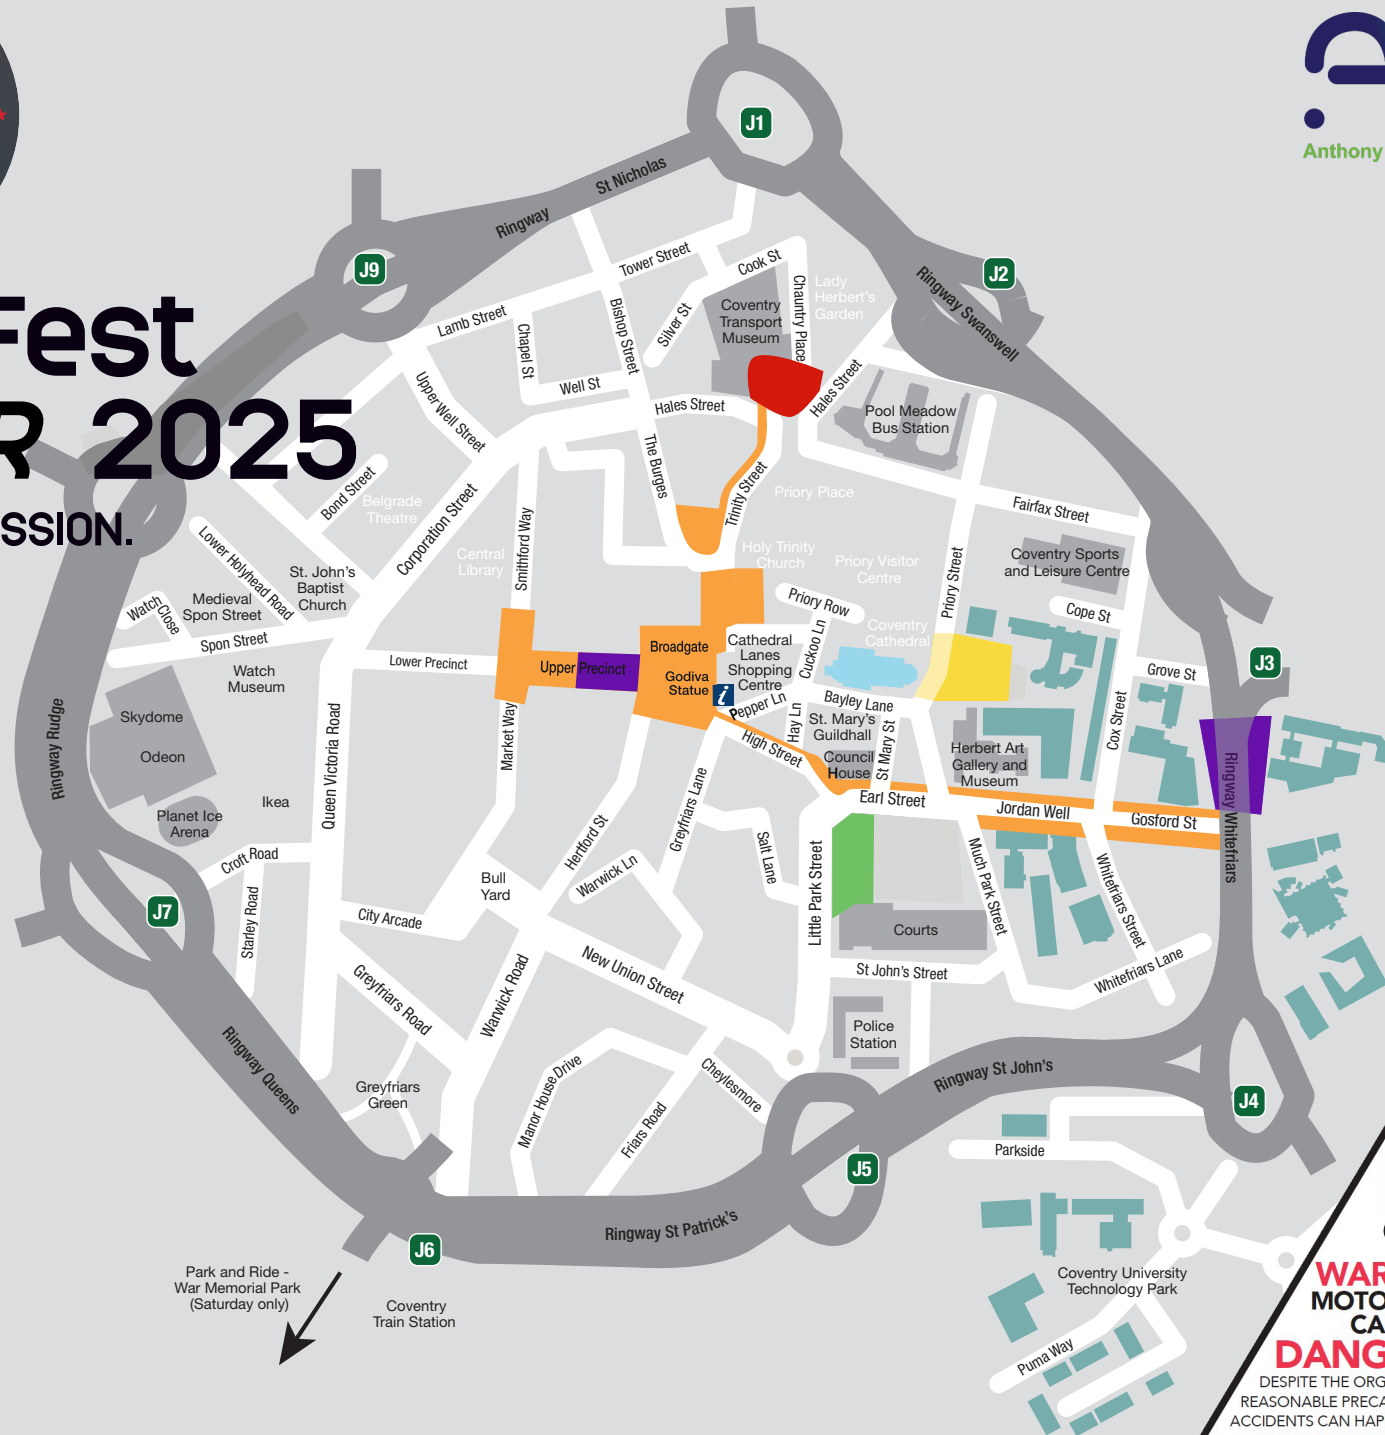 J1
Anthony
St Nicholas
Ringway
J9
J2
Ringway Swanswell
Fest
R 2025
SSION.
Tower Street
Cook St
Lady
Herbert's
Garden
Chauntry Place
Coventry
Transport
Museum
Silver St
Bishop Street
Lamb Street
Chapel St
Well St
Upper Well Street
Hales Street
Hales Street
Pool Meadow
Bus Station
The Burges
Trinity Street
Priory Place
Fairfax Street
Bond Street
Belgrade
Theatre
Corporation Street
Central
Library
Smithford Way
Holy Trinity
Church
Priory Visitor
Centre
Priory Street
Coventry Sports
and Leisure Centre
Cope St
Lower Holyhead Road
St. John's
Baptist
Church
Medieval
Spon Street
Watch Close
Spon Street
Watch
Museum
Lower Precinct
Upper Precinct
Broadgate
Godiva
Statue
i
Cathedral
Lanes
Shopping
Centre
Priory Row
Cuckoo Ln
Coventry
Cathedral
Pepper Ln
Hay Ln
Bayley Lane
St. Mary's
Guildhall
Council
House
St Mary St
High Street
Grove St
J3
Cox Street
Herbert Art
Gallery and
Museum
Ringway Rudge
Skydome
Odeon
Ikea
Planet Ice
Arena
Queen Victoria Road
Market Way
Earl Street
Jordan Well
Gosford St
Ringway Whitefriars
Croft Road
Starley Road
J7
Bull
Yard
City Arcade
Hertford St
Greyfriars Lane
Warwick Ln
Salt Lane
Little Park Street
Much Park Street
Whitefriars Street
Courts
St John's Street
Whitefriars Lane
New Union Street
Warwick Road
Greyfriars Road
Police
Station
Ringway Queens
Greyfriars
Green
Manor House Drive
Cheylesmore
Friars Road
Ringway St John's
J4
Parkside
J5
Ringway St Patrick's
J6
Park and Ride -
War Memorial Park
(Saturday only)
Coventry
Train Station
Coventry University
Technology Park
Puma Way
WAR
MOTO
CA
DANG
DESPITE THE ORG
REASONABLE PRECA
ACCIDENTS CAN HAP